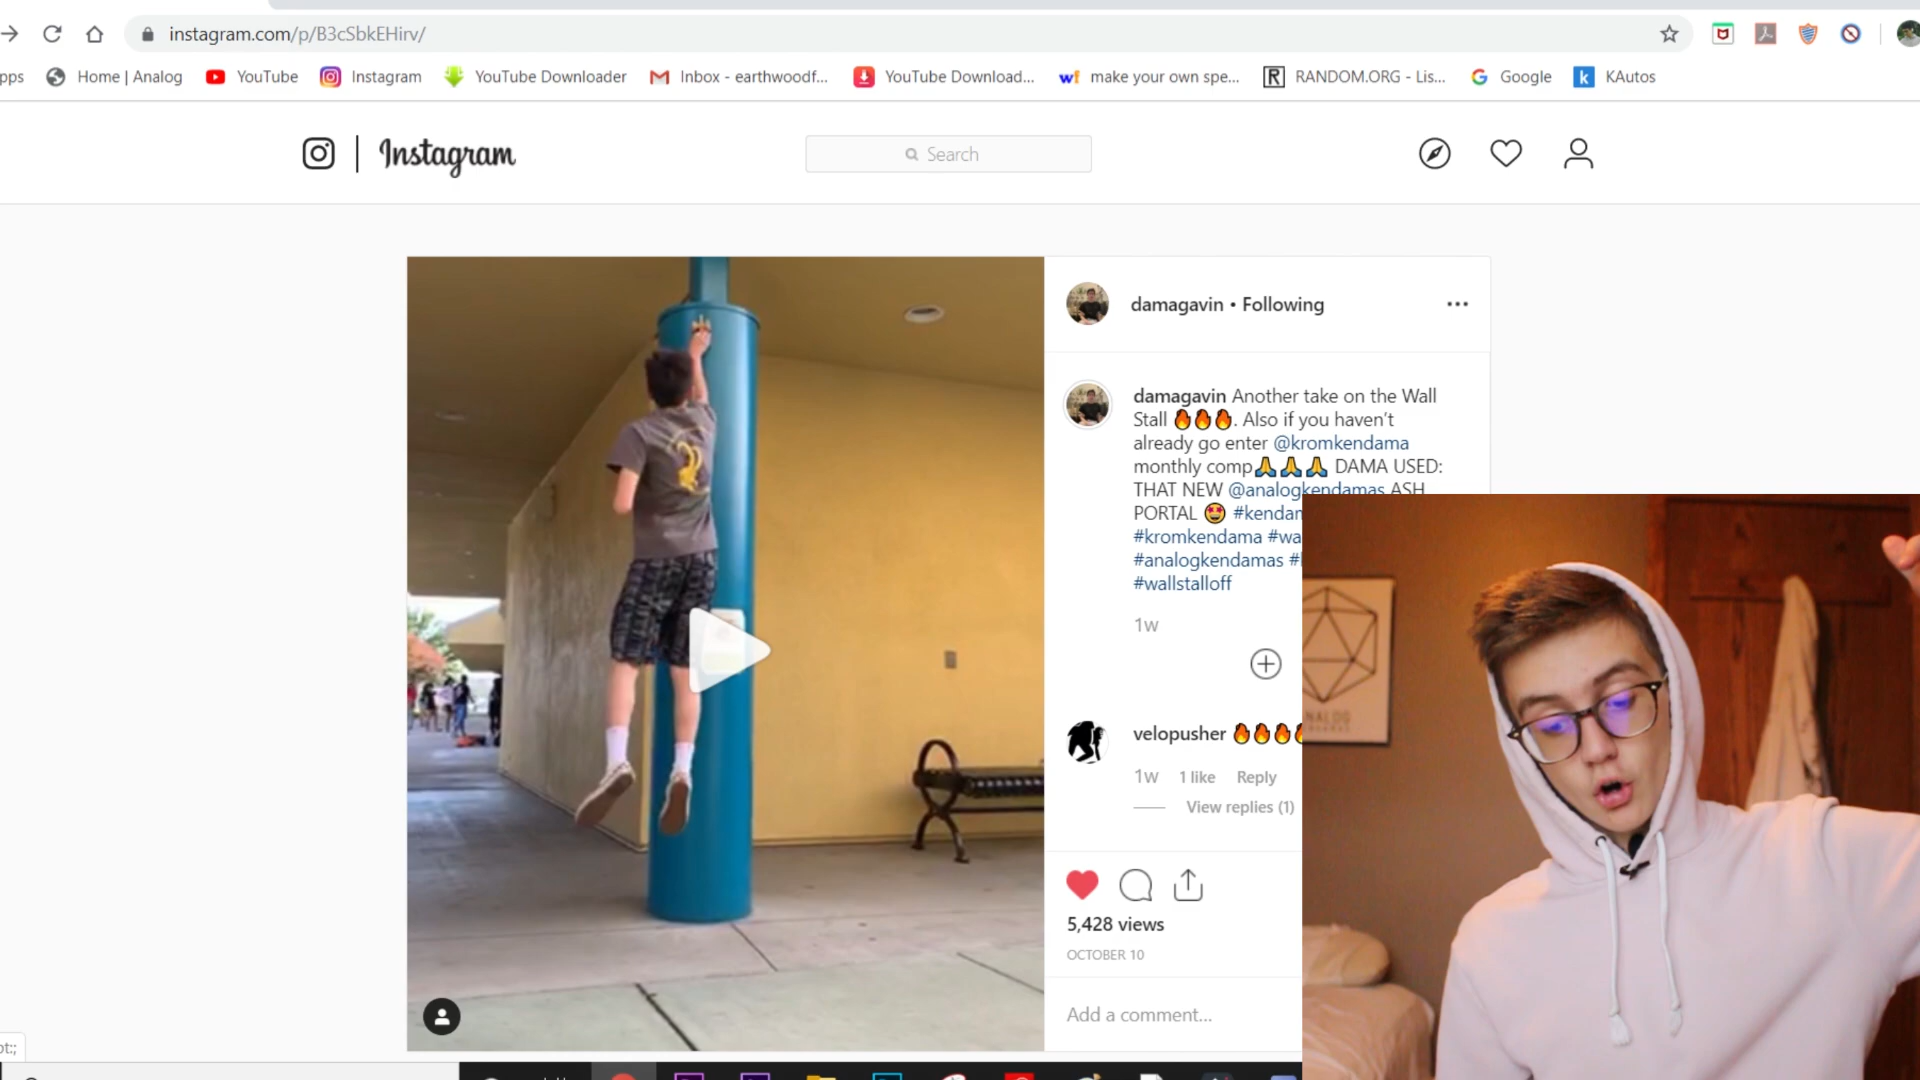 instagram.com/p/B3cSbkEHirv/
pps Home | Analog YouTube Instagram YouTube Downloader Inbox - earthwoodf... YouTube Download... make your own spe... RANDOM.ORG - Lis... Google KAutos
Instagram
Search
damagavin • Following
damagavin Another take on the Wall
Stall 🔥🔥🔥. Also if you haven't
already go enter @kromkendama
monthly comp🙏🙏🙏 DAMA USED:
THAT NEW @analogkendamas ASH
PORTAL 🤩 #kendam
#kromkendama #wa
#analogkendamas #
#wallstalloff
1w
velopusher 🔥🔥🔥🔥
1w 1 like Reply
View replies (1)
5,428 views
OCTOBER 10
Add a comment...
ANALOG
ot:;